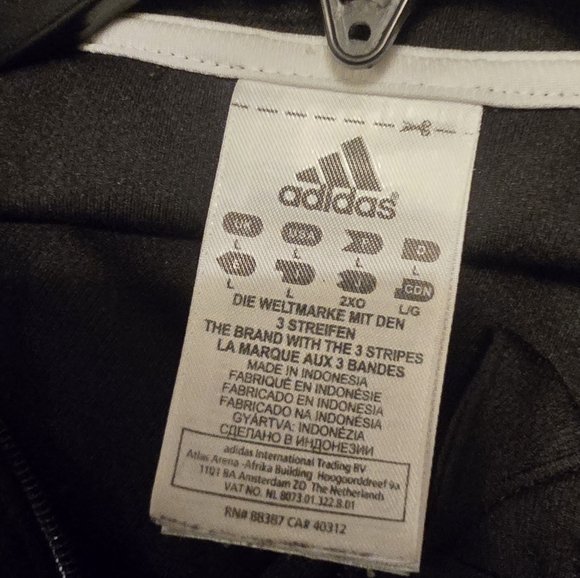 adidas
USA
L L L L
CDN
L L 2XO L/G
DIE WELTMARKE MIT DEN
3 STREIFEN
THE BRAND WITH THE 3 STRIPES
LA MARQUE AUX 3 BANDES
MADE IN INDONESIA
FABRIQUÉ EN INDONÉSIE
FABRICADO EN INDONESIA
FABRICADO NA INDONÉSIA
GYÁRTVA: INDONÉZIA
СДЕЛАНО В ИНДОНЕЗИИ
adidas International Trading BV
Atlas Arena -Afrika Building Hoogoorddreef 9a
1101 BA Amsterdam ZO The Netherlands
VAT NO. NL 8073.01.322.B.01
RN# 88387 CA# 40312